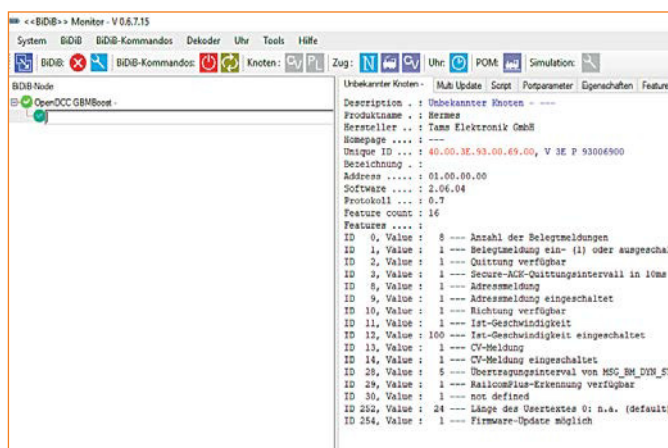 <<BiDiB>> Monitor - V 0.6.7.15
System BiDiB BiDiB-Kommandos Dekoder Uhr Tools Hilfe
BiDiB: BiDiB-Kommandos: Knoten: CV PL Zug: N CV Uhr: POM: Simulation:
BiDiB-Node
OpenDCC GBMBoost -
Unbekannter Knoten - Multi Update Script Portparameter Eigenschaften Feature
Description . : Unbekannter Knoten - ---
Produktname . : Hermes
Hersteller .. : Tams Elektronik GmbH
Homepage .... : ---
Unique ID ... : 40.00.3E.93.00.69.00, V 3E P 93006900
Bezeichnung . :
Address ..... : 01.00.00.00
Software .... : 2.06.04
Protokoll ... : 0.7
Feature count : 16
Features .... :
ID 0, Value : 8 --- Anzahl der Belegtmeldungen
ID 1, Value : 1 --- Belegtmeldung ein- (1) oder ausgeschal
ID 2, Value : 1 --- Quittung verfügbar
ID 3, Value : 1 --- Secure-ACK-Quittungsintervall in 10ms
ID 8, Value : 1 --- Adressmeldung
ID 9, Value : 1 --- Adressmeldung eingeschaltet
ID 10, Value : 1 --- Richtung verfügbar
ID 11, Value : 1 --- Ist-Geschwindigkeit
ID 12, Value : 100 --- Ist-Geschwindigkeit eingeschaltet
ID 13, Value : 1 --- CV-Meldung
ID 14, Value : 1 --- CV-Meldung eingeschaltet
ID 28, Value : 5 --- Übertragungsinterval von MSG_BM_DYN_S
ID 29, Value : 1 --- RailcomPlus-Erkennung verfügbar
ID 30, Value : 1 --- not defined
ID 252, Value : 24 --- Länge des Usertextes 0: n.a. (default)
ID 254, Value : 1 --- Firmware-Update möglich